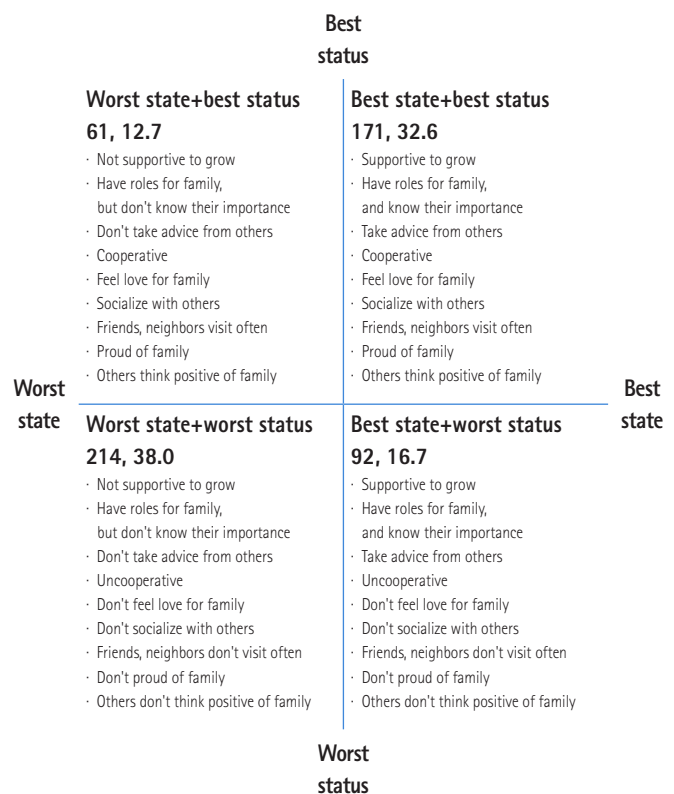 Best
status
Worst state+best status
61, 12.7
· Not supportive to grow
· Have roles for family,
but don't know their importance
· Don't take advice from others
· Cooperative
· Feel love for family
· Socialize with others
· Friends, neighbors visit often
· Proud of family
· Others think positive of family
Best state+best status
171, 32.6
· Supportive to grow
· Have roles for family,
and know their importance
· Take advice from others
· Cooperative
· Feel love for family
· Socialize with others
· Friends, neighbors visit often
· Proud of family
· Others think positive of family
Worst
state
Best
state
Worst state+worst status
214, 38.0
· Not supportive to grow
· Have roles for family,
but don't know their importance
· Don't take advice from others
· Uncooperative
· Don't feel love for family
· Don't socialize with others
· Friends, neighbors don't visit often
· Don't proud of family
· Others don't think positive of family
Best state+worst status
92, 16.7
· Supportive to grow
· Have roles for family,
and know their importance
· Take advice from others
· Uncooperative
· Don't feel love for family
· Don't socialize with others
· Friends, neighbors don't visit often
· Don't proud of family
· Others don't think positive of family
Worst
status